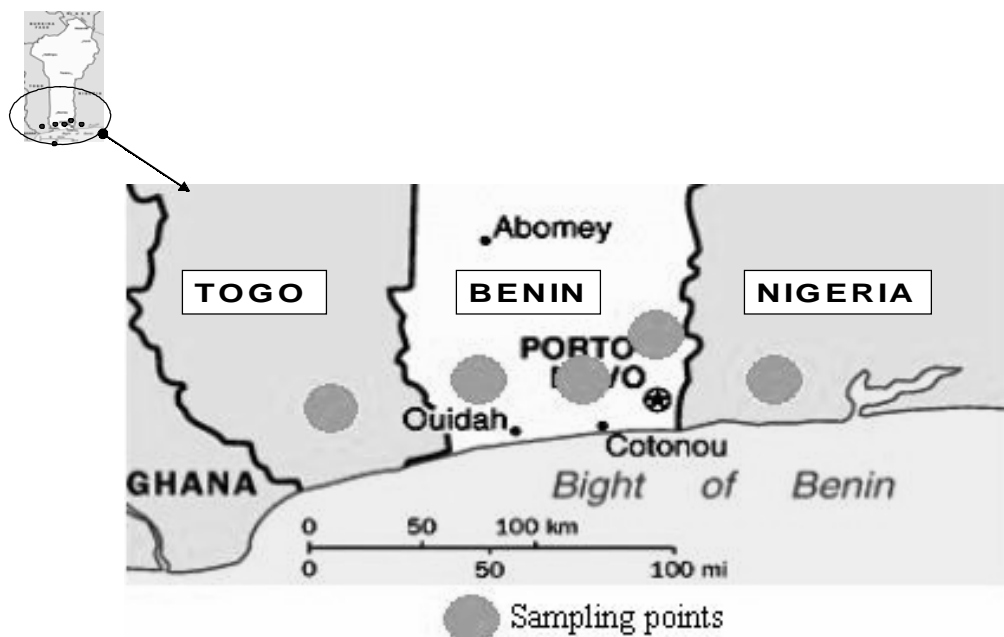 Abomey
TOGO
BENIN
NIGERIA
PORTO
Ouidah
Cotonou
GHANA
Bight of Benin
0 50 100 km
0 50 100 mi
Sampling points